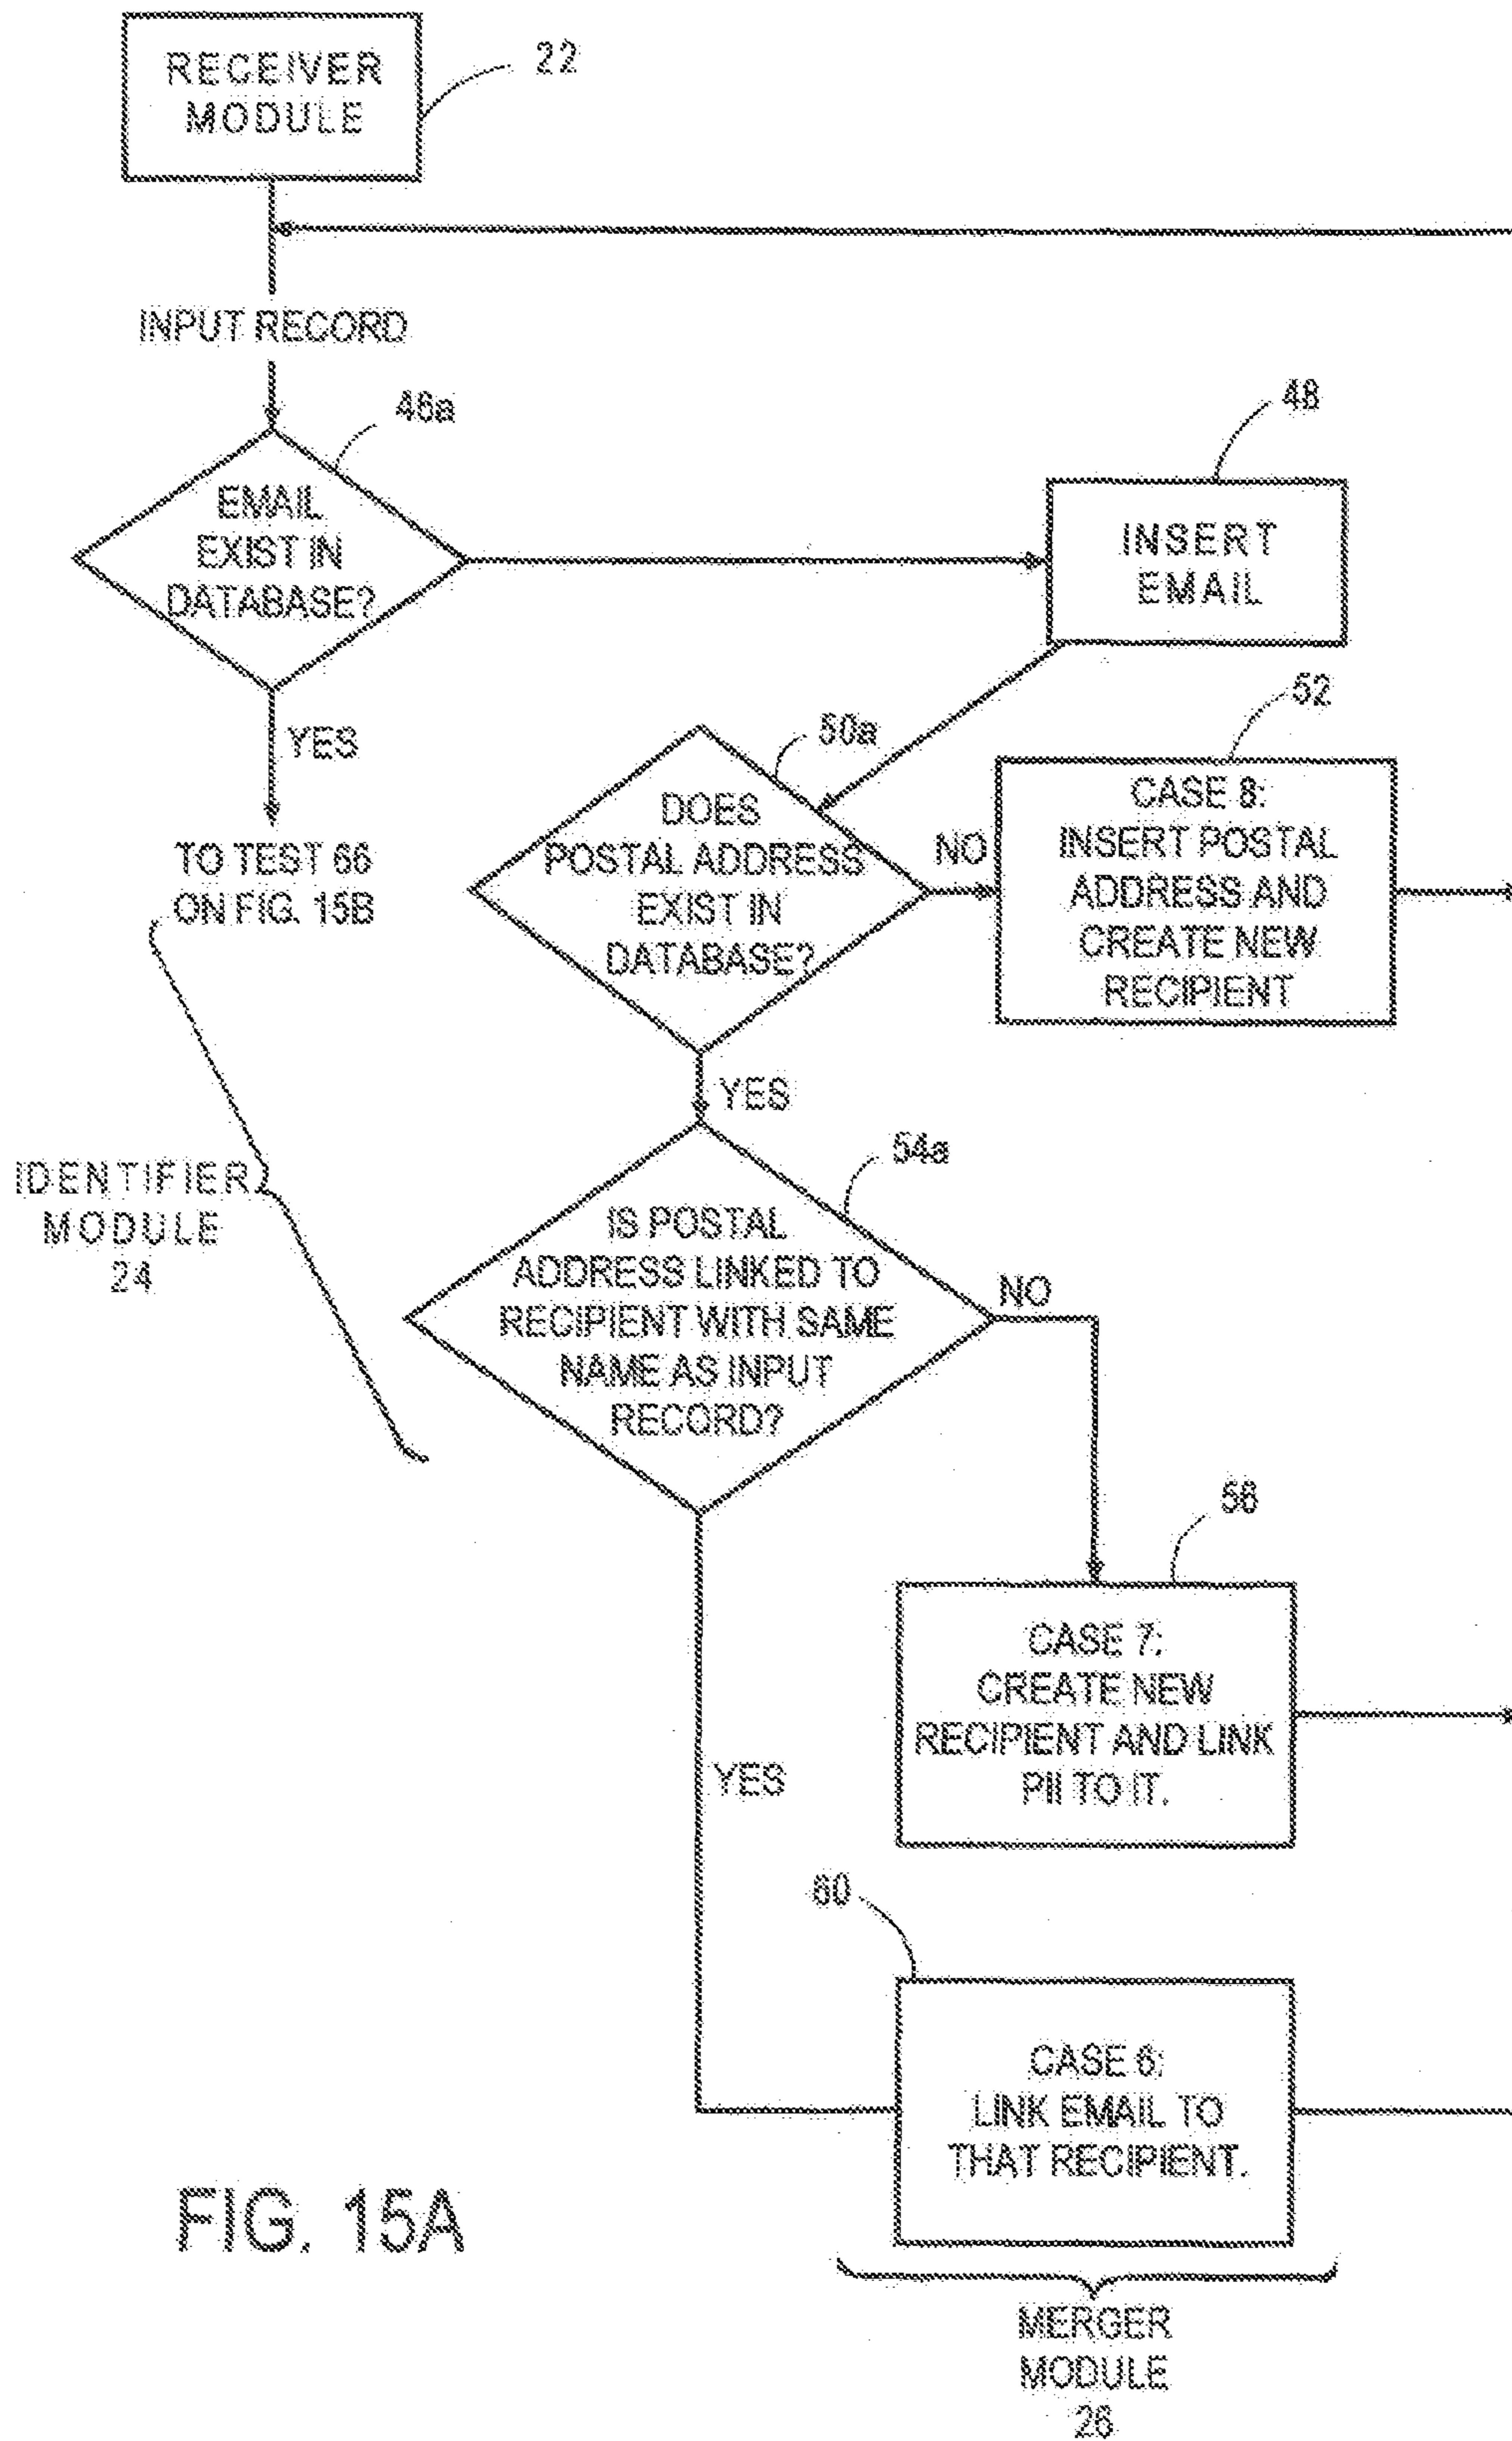 RECEIVER
MODULE
22
INPUT RECORD
46a
EMAIL
EXIST IN
DATABASE?
48
INSERT
EMAIL
YES
TO TEST 66
ON FIG. 15B
50a
DOES
POSTAL ADDRESS
EXIST IN
DATABASE?
NO
52
CASE 8:
INSERT POSTAL
ADDRESS AND
CREATE NEW
RECIPIENT
YES
IDENTIFIER
MODULE
24
54a
IS POSTAL
ADDRESS LINKED TO
RECIPIENT WITH SAME
NAME AS INPUT
RECORD?
NO
56
CASE 7:
CREATE NEW
RECIPIENT AND LINK
PII TO IT.
YES
60
CASE 6:
LINK EMAIL TO
THAT RECIPIENT.
FIG. 15A
MERGER
MODULE
26